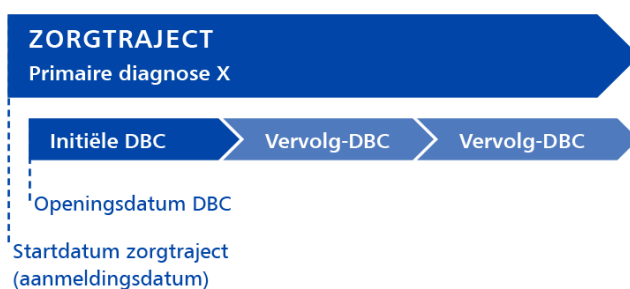 ZORGTRAJECT
Primaire diagnose X
Initiële DBC
Vervolg-DBC
Vervolg-DBC
Openingsdatum DBC
Startdatum zorgtraject
(aanmeldingsdatum)